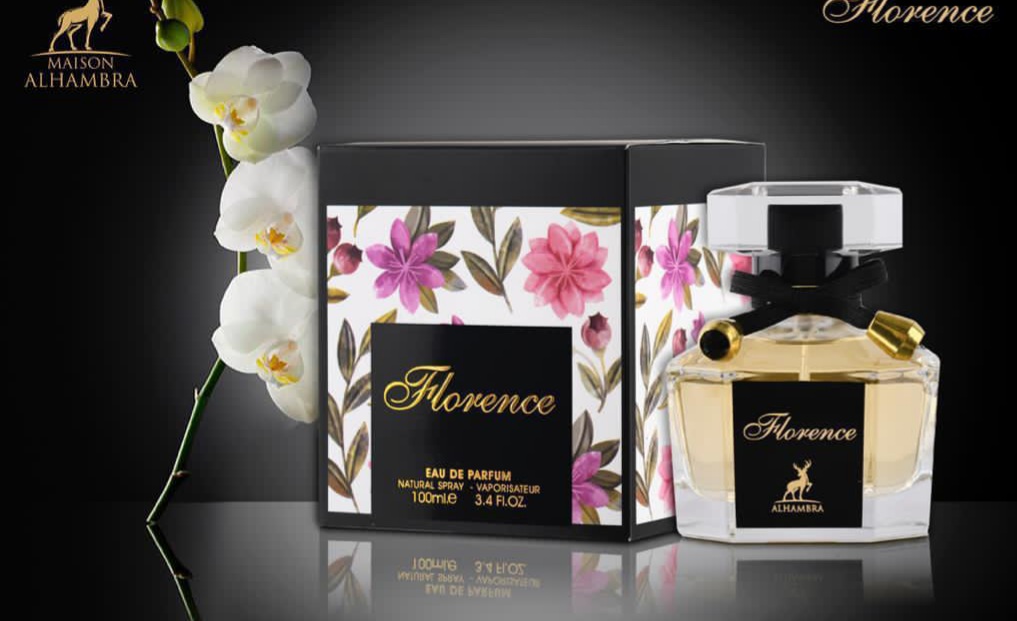 MAISON
ALHAMBRA
Florence
Florence
EAU DE PARFUM
NATURAL SPRAY - VAPORISATEUR
100ml.e 3.4 Fl.OZ.
Florence
ALHAMBRA